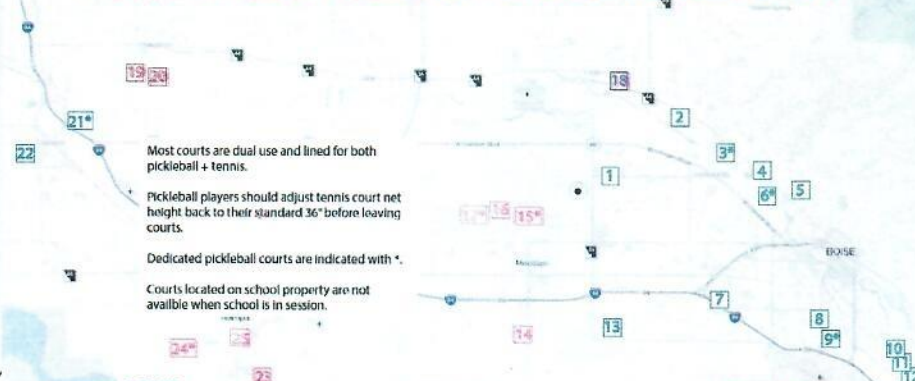 19 20
18
21*
2
22
3*
4
1
5
6*
16 15*
Most courts are dual use and lined for both
pickleball + tennis.
Pickleball players should adjust tennis court net
height back to their standard 36" before leaving
courts.
Dedicated pickleball courts are indicated with *.
Courts located on school property are not
availble when school is in session.
BOISE
7
8
9*
13
14
10
11
24*
25
23